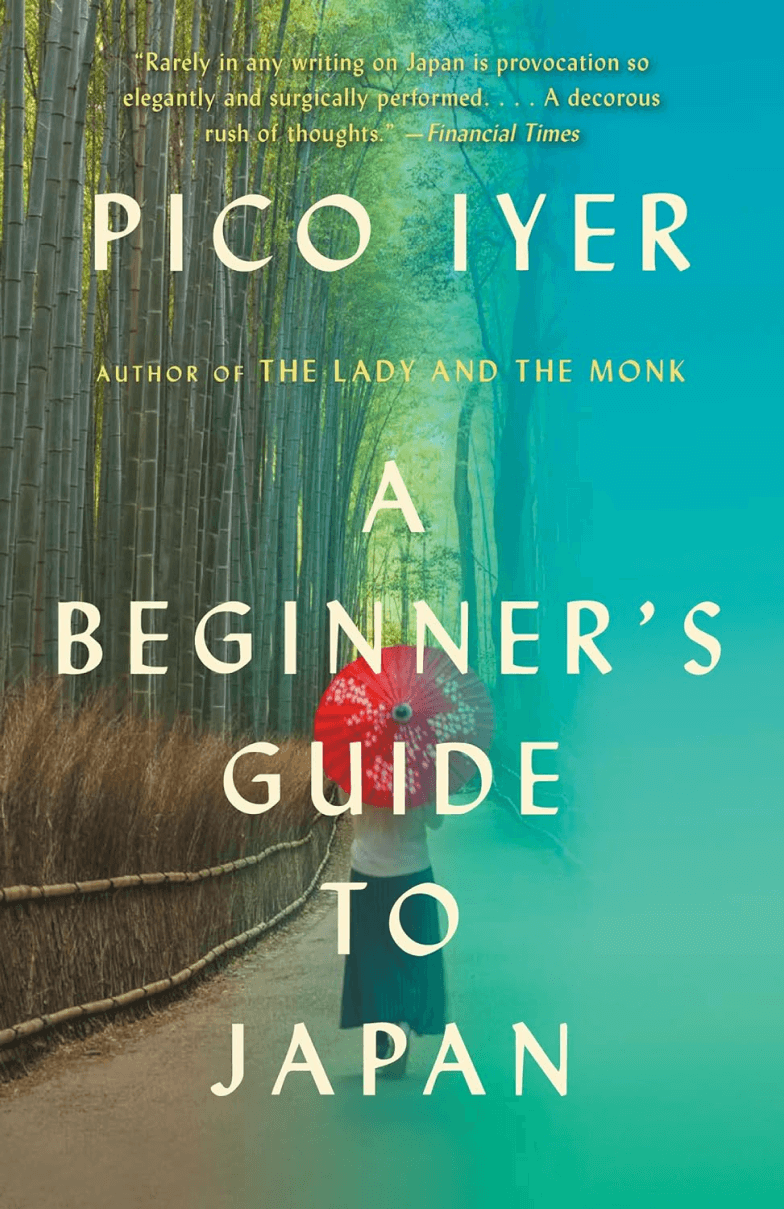 “Rarely in any writing on Japan is provocation so
elegantly and surgically performed. . . . A decorous
rush of thoughts.” —Financial Times
PICO IYER
AUTHOR OF THE LADY AND THE MONK
A
BEGINNER’S
GUIDE
TO
JAPAN